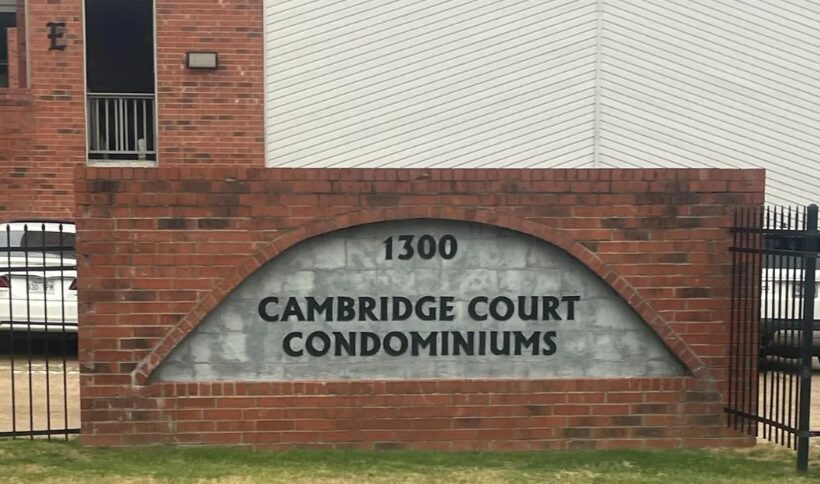 E
1300
CAMBRIDGE COURT
CONDOMINIUMS